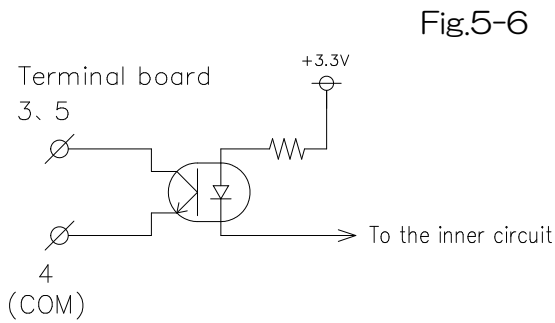 Fig.5-6
+3.3V
Terminal board
3、5
To the inner circuit
4
(COM)